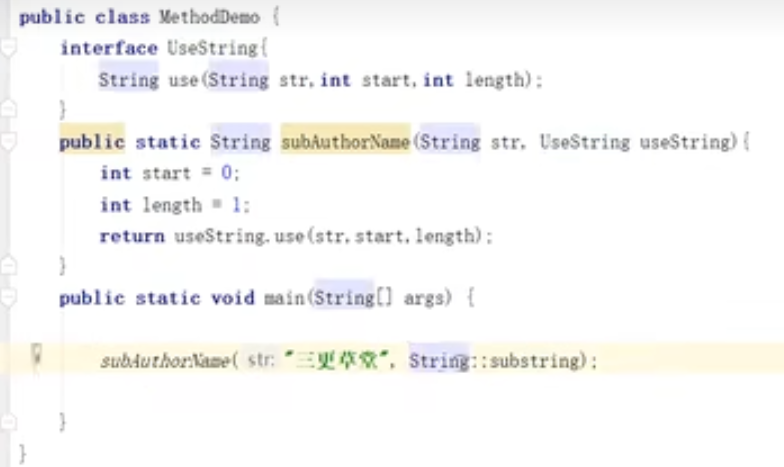 public class MethodDemo {
interface UseString{
String use(String str,int start,int length);
}
public static String subAuthorName(String str, UseString useString){
int start = 0;
int length = 1;
return useString.use(str,start,length);
}
public static void main(String[] args) {
subAuthorName( str: "三更草堂", String::substring);
}
}